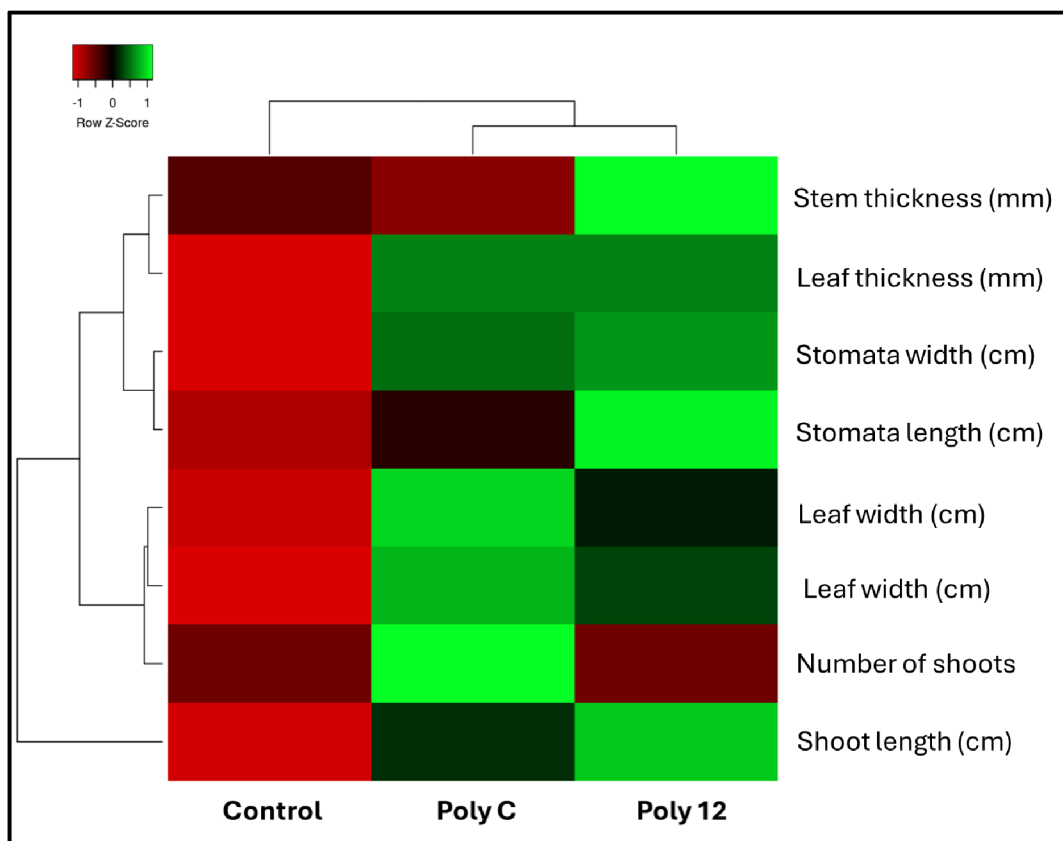 -1 0 1
Row Z-Score
Stem thickness (mm)
Leaf thickness (mm)
Stomata width (cm)
Stomata length (cm)
Leaf width (cm)
Leaf width (cm)
Number of shoots
Shoot length (cm)
Control Poly C Poly 12